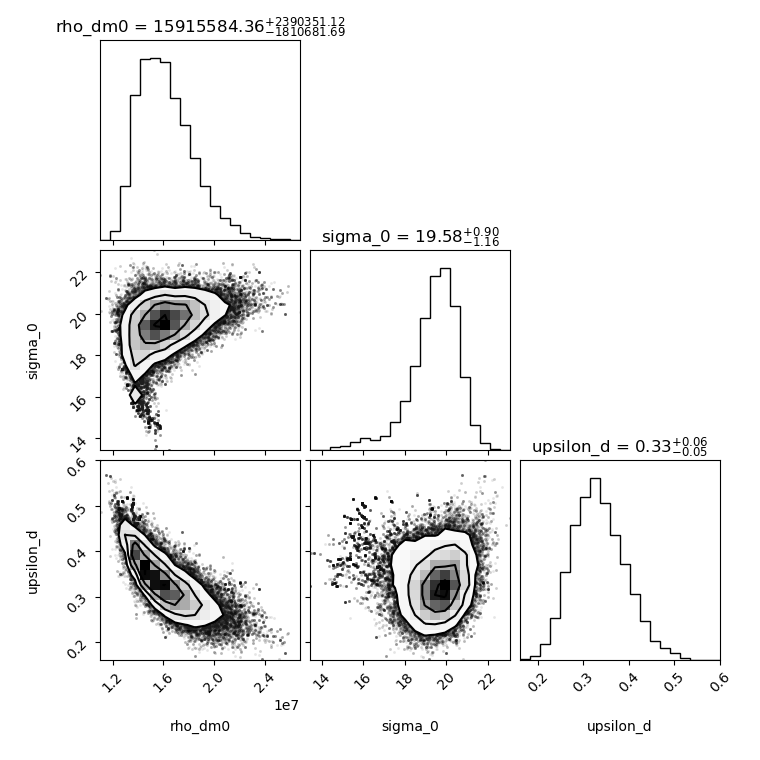 rho_dm0 = 15915584.36+2390351.12 −1810681.69
sigma_0 = 19.58+0.90 −1.16
22
20
18
16
14
sigma_0
upsilon_d = 0.33+0.06 −0.05
0.6
0.5
0.4
0.3
0.2
upsilon_d
1.2 1.6 2.0 2.4
1e7
rho_dm0
14 16 18 20 22
sigma_0
0.2 0.3 0.4 0.5 0.6
upsilon_d